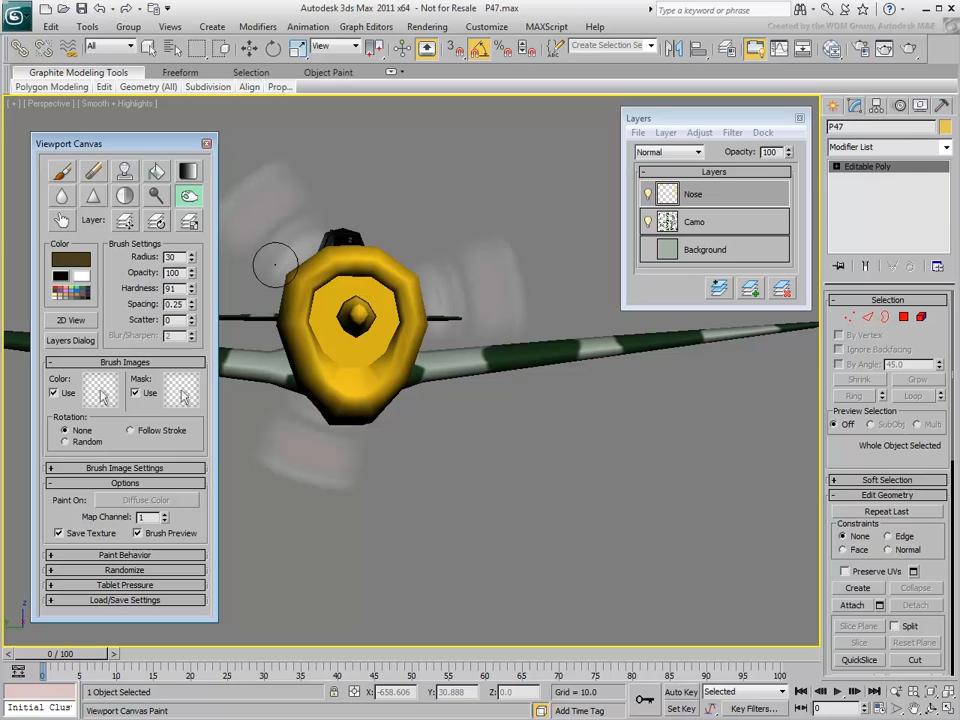 Autodesk 3ds Max 2011 x64 - Not for Resale   P47.max
Type a keyword or phrase
Edit Tools Group Views Create Modifiers Animation Graph Editors Rendering Customize MAXScript Help
Autodesk M&E
All View Create Selection Se
Graphite Modeling Tools Freeform Selection Object Paint
Polygon Modeling Edit Geometry (All) Subdivision Align Prop...
[ + ] [ Perspective ] [ Smooth + Highlights ]
Viewport Canvas
Layer:
Color
Brush Settings
Radius: 30
Opacity: 100
Hardness: 91
Spacing: 0.25
Scatter: 0
Blur/Sharpen: 2
2D View
Layers Dialog
Brush Images
Color: Mask:
Use Use
Rotation:
None Follow Stroke
Random
Brush Image Settings
Options
Paint On: Diffuse Color
Map Channel: 1
Save Texture Brush Preview
Paint Behavior
Randomize
Tablet Pressure
Load/Save Settings
Layers
File Layer Adjust Filter Dock
Normal Opacity: 100
Layers
Nose
Camo
Background
P47
Modifier List
Editable Poly
Selection
By Vertex
Ignore Backfacing
By Angle: 45.0
Shrink Grow
Ring Loop
Preview Selection
Off SubObj Multi
Whole Object Selected
Soft Selection
Edit Geometry
Repeat Last
Constraints
None Edge
Face Normal
Preserve UVs
Create Collapse
Attach Detach
Slice Plane Split
Slice Reset Plane
QuickSlice Cut
z
0 / 100
0 5 10 15 20 25 30 35 40 45 50 55 60 65 70 75 80 85 90 95 100
1 Object Selected X: -658.606 Y: 30.888 Z: 0.0 Grid = 10.0 Auto Key Selected
Initial Clus Viewport Canvas Paint Add Time Tag Set Key Key Filters... 0